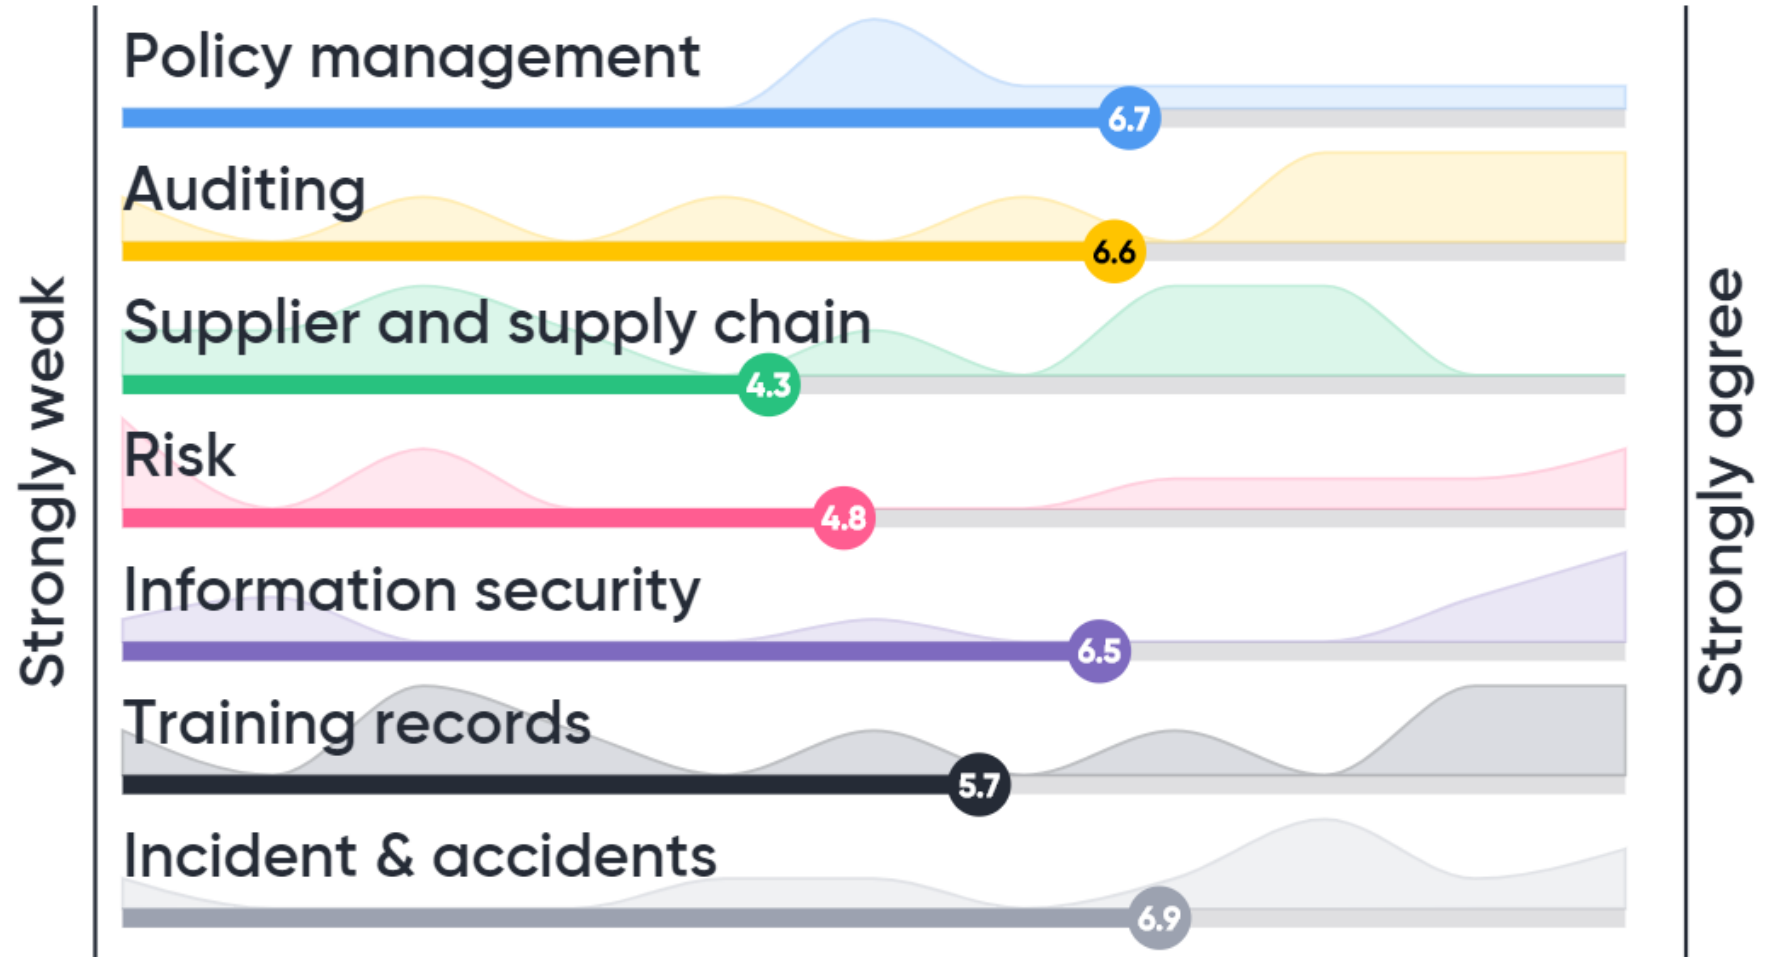 Strongly weak
Policy management
6.7
Auditing
6.6
Supplier and supply chain
4.3
Risk
4.8
Information security
6.5
Training records
5.7
Incident & accidents
6.9
Strongly agree